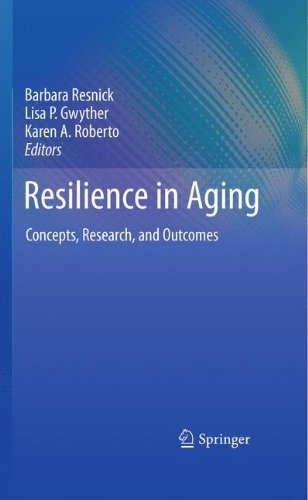 Barbara Resnick
Lisa P. Gwyther
Karen A. Roberto
Editors
Resilience in Aging
Concepts, Research, and Outcomes
Springer